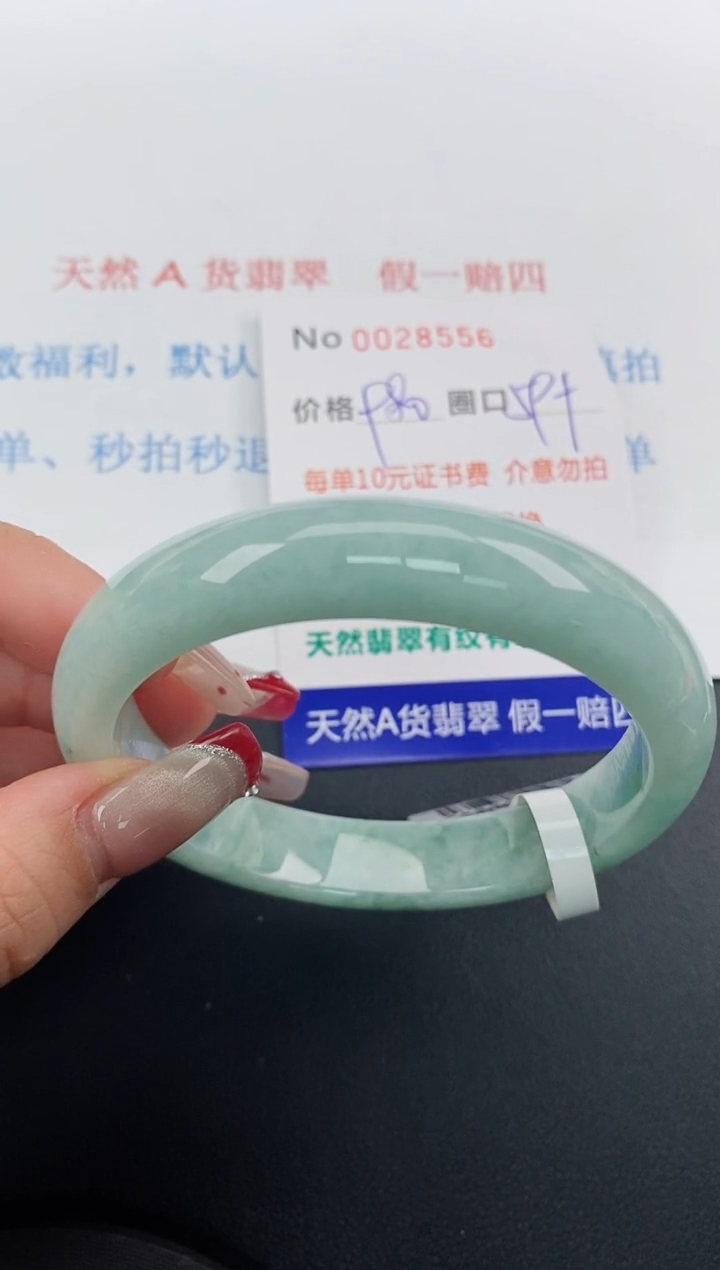 天然A货翡翠 假一赔四
数福利，默认
拍
单、秒拍秒退
单
No 0028556
价格 圈口
每单10元证书费 介意勿拍
天然翡翠有纹有
天然A货翡翠 假一赔四